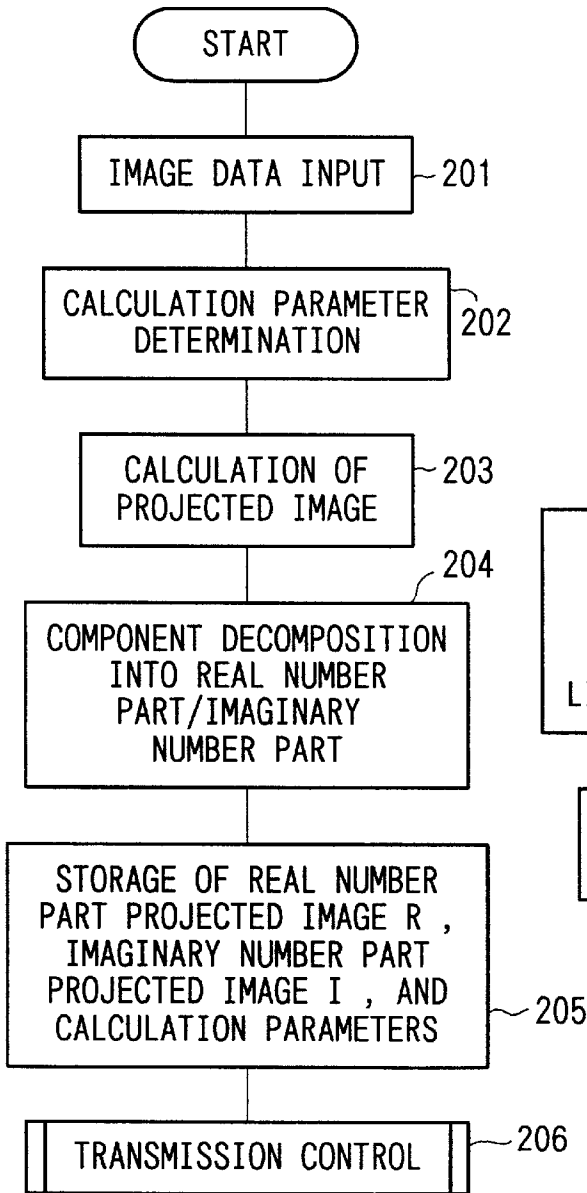 START
IMAGE DATA INPUT
201
CALCULATION PARAMETER
DETERMINATION
202
CALCULATION OF
PROJECTED IMAGE
203
204
COMPONENT DECOMPOSITION
INTO REAL NUMBER
PART/IMAGINARY
NUMBER PART
STORAGE OF REAL NUMBER
PART PROJECTED IMAGE R ,
IMAGINARY NUMBER PART
PROJECTED IMAGE I , AND
CALCULATION PARAMETERS
205
TRANSMISSION CONTROL
206